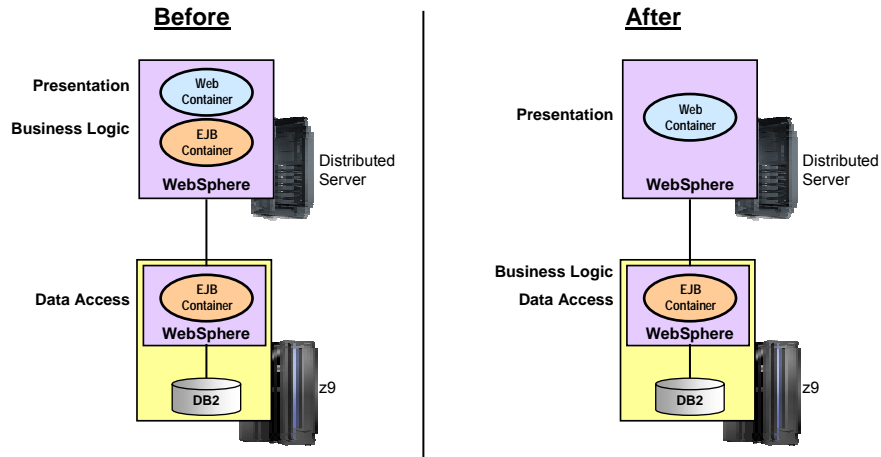 Before
Presentation
Web
Container
Business Logic
EJB
Container
WebSphere
Distributed
Server
Data Access
EJB
Container
WebSphere
DB2
z9
After
Presentation
Web
Container
WebSphere
Distributed
Server
Business Logic
Data Access
EJB
Container
WebSphere
DB2
z9